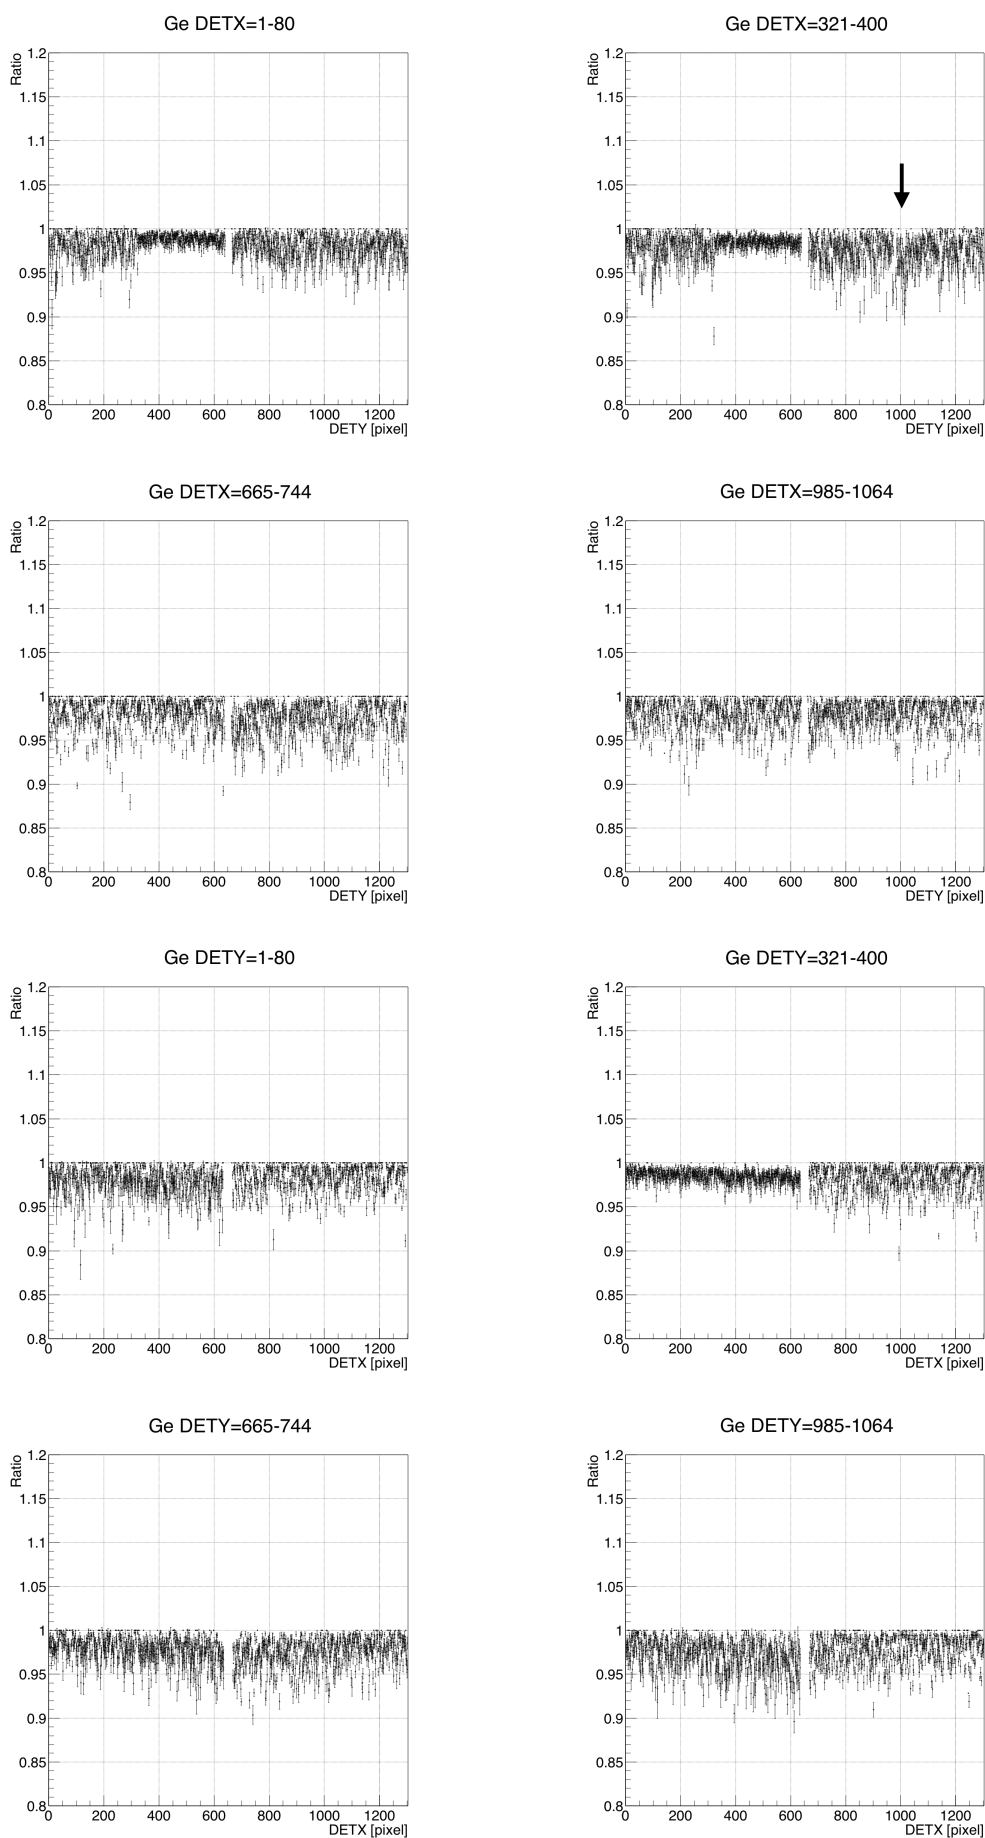 Ge DETX=1-80
Ratio
1.2
1.15
1.1
1.05
1
0.95
0.9
0.85
0.8
0 200 400 600 800 1000 1200
DETY [pixel]
Ge DETX=321-400
Ratio
1.2
1.15
1.1
1.05
1
0.95
0.9
0.85
0.8
0 200 400 600 800 1000 1200
DETY [pixel]
Ge DETX=665-744
Ratio
1.2
1.15
1.1
1.05
1
0.95
0.9
0.85
0.8
0 200 400 600 800 1000 1200
DETY [pixel]
Ge DETX=985-1064
Ratio
1.2
1.15
1.1
1.05
1
0.95
0.9
0.85
0.8
0 200 400 600 800 1000 1200
DETY [pixel]
Ge DETY=1-80
Ratio
1.2
1.15
1.1
1.05
1
0.95
0.9
0.85
0.8
0 200 400 600 800 1000 1200
DETX [pixel]
Ge DETY=321-400
Ratio
1.2
1.15
1.1
1.05
1
0.95
0.9
0.85
0.8
0 200 400 600 800 1000 1200
DETX [pixel]
Ge DETY=665-744
Ratio
1.2
1.15
1.1
1.05
1
0.95
0.9
0.85
0.8
0 200 400 600 800 1000 1200
DETX [pixel]
Ge DETY=985-1064
Ratio
1.2
1.15
1.1
1.05
1
0.95
0.9
0.85
0.8
0 200 400 600 800 1000 1200
DETX [pixel]